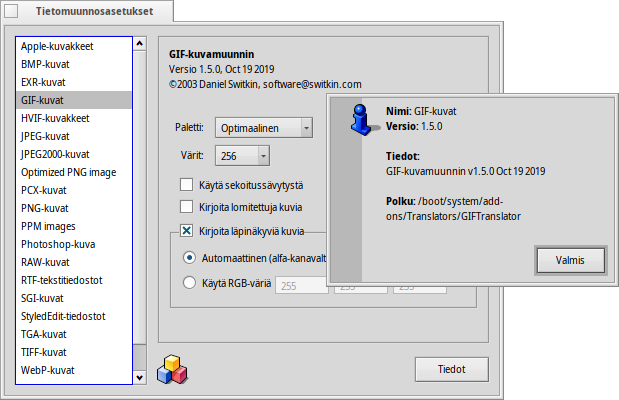 Tietomuunnosasetukset
Apple-kuvakkeet
BMP-kuvat
EXR-kuvat
GIF-kuvat
HVIF-kuvakkeet
JPEG-kuvat
JPEG2000-kuvat
Optimized PNG image
PCX-kuvat
PNG-kuvat
PPM images
Photoshop-kuva
RAW-kuvat
RTF-tekstitiedostot
SGI-kuvat
StyledEdit-tiedostot
TGA-kuvat
TIFF-kuvat
WebP-kuvat
GIF-kuvamuunnin
Versio 1.5.0, Oct 19 2019
©2003 Daniel Switkin, software@switkin.com
Paletti: Optimaalinen
Värit: 256
Käytä sekoitussävytystä
Kirjoita lomitettuja kuvia
Kirjoita läpinäkyviä kuvia
Automaattinen (alfa-kanavalt
Käytä RGB-väriä 255 255 255
Tiedot
Nimi: GIF-kuvat
Versio: 1.5.0
Tiedot:
GIF-kuvamuunnin v1.5.0 Oct 19 2019
Polku: /boot/system/add-
ons/Translators/GIFTranslator
Valmis